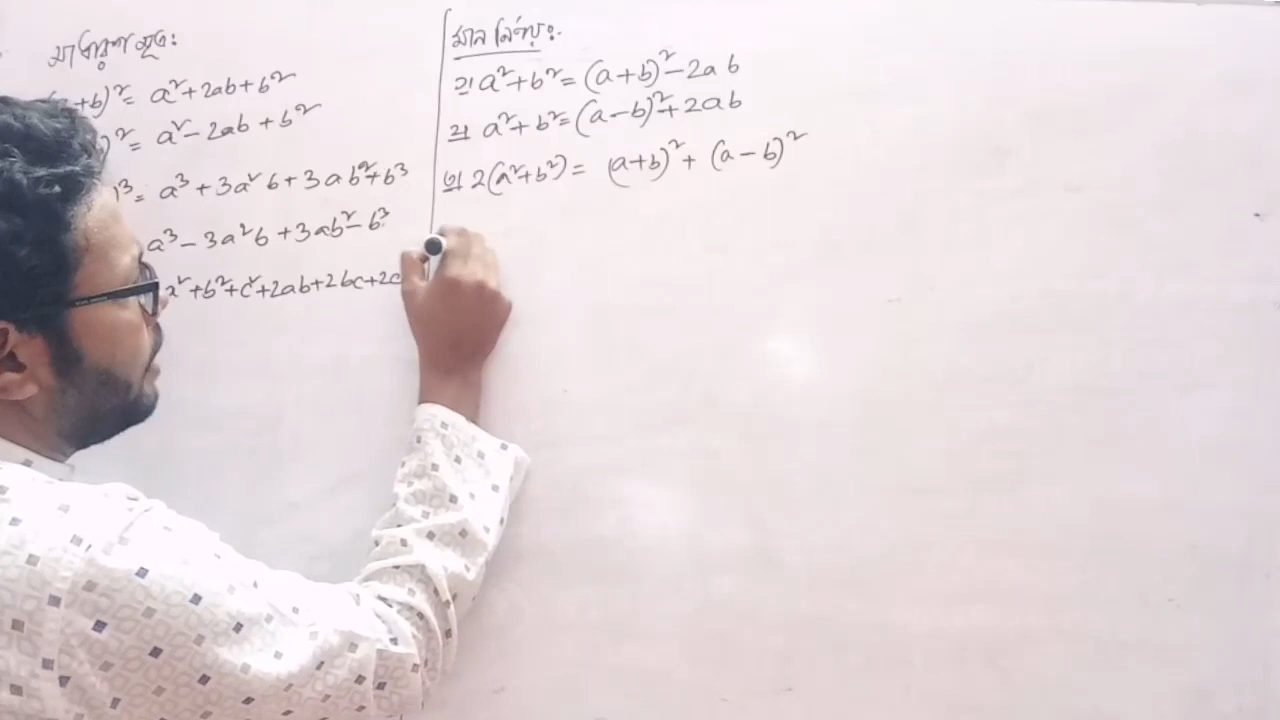 সাধারণ সূত্র:
+b)² = a²+2ab+b²
)² = a²-2ab+b²
)³ = a³+3a²b+3ab²+b³
a³-3a²b+3ab²-b³
²+b²+c²+2ab+2bc+2c
মান নির্ণয়ঃ-
১। a²+b² = (a+b)²-2ab
২। a²+b² = (a-b)²+2ab
৩। 2(a²+b²) = (a+b)²+(a-b)²